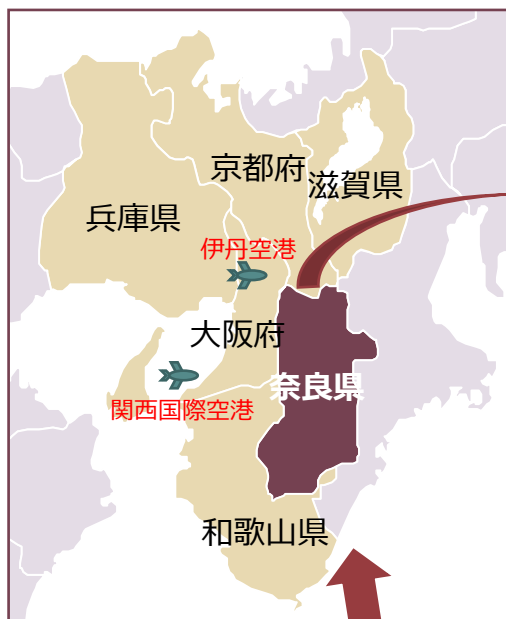 京都府
滋賀県
兵庫県
伊丹空港
大阪府
奈良県
関西国際空港
和歌山県